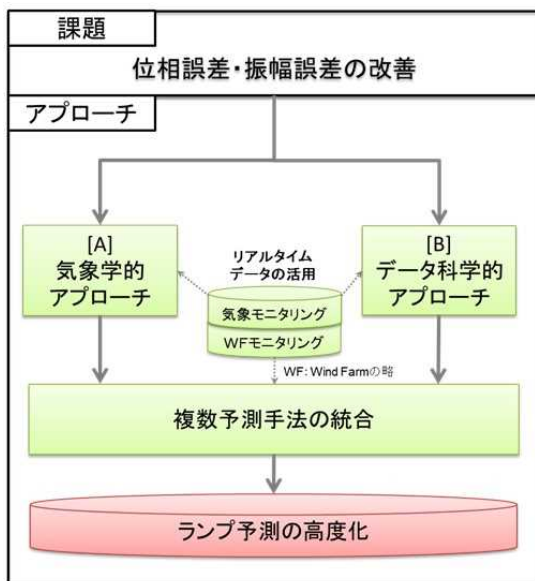 課題
位相誤差・振幅誤差の改善
アプローチ
[A]
気象学的
アプローチ
リアルタイム
データの活用
気象モニタリング
WFモニタリング
[B]
データ科学的
アプローチ
WF: Wind Farmの略
複数予測手法の統合
ランプ予測の高度化